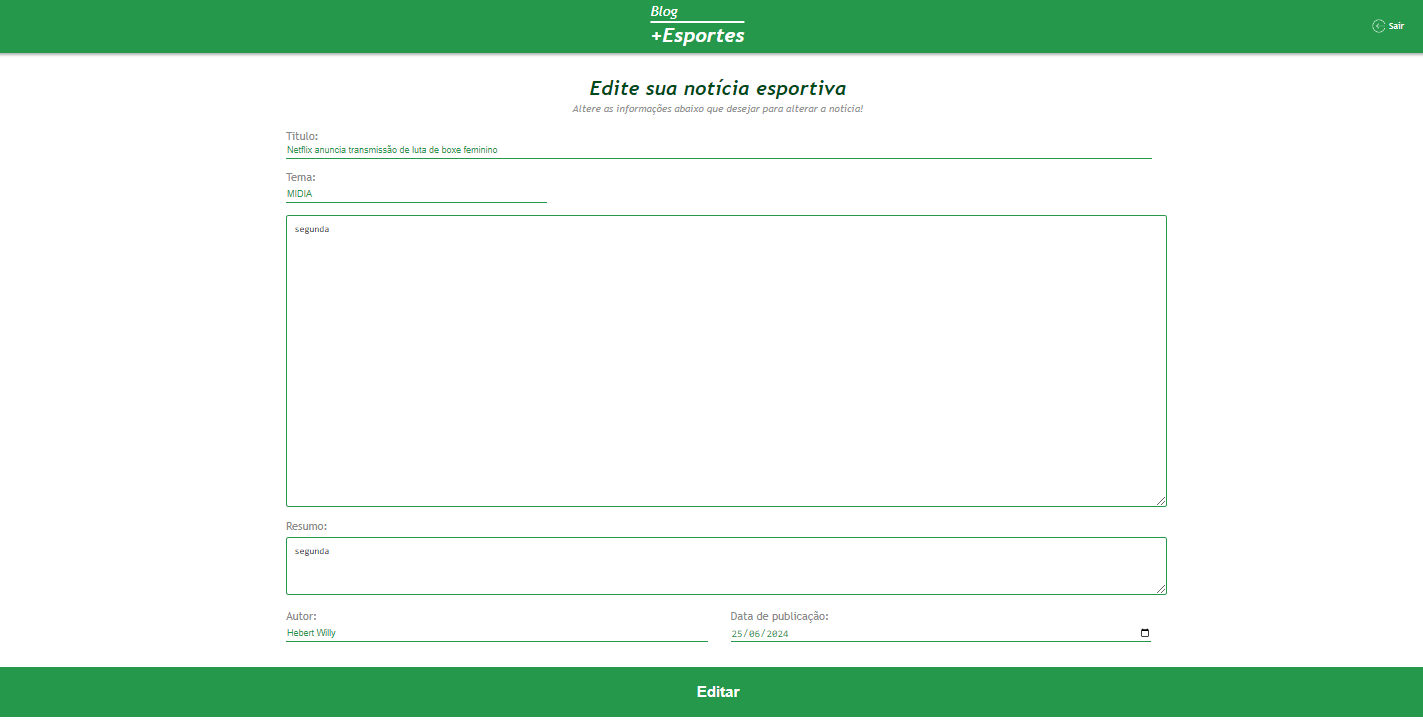 Blog
+Esportes
Sair
Edite sua notícia esportiva
Altere as informações abaixo que desejar para alterar a notícia!
Título:
Netflix anuncia transmissão de luta de boxe feminino
Tema:
MIDIA
segunda
Resumo:
segunda
Autor:
Data de publicação:
Hebert Willy
25/06/2024
Editar